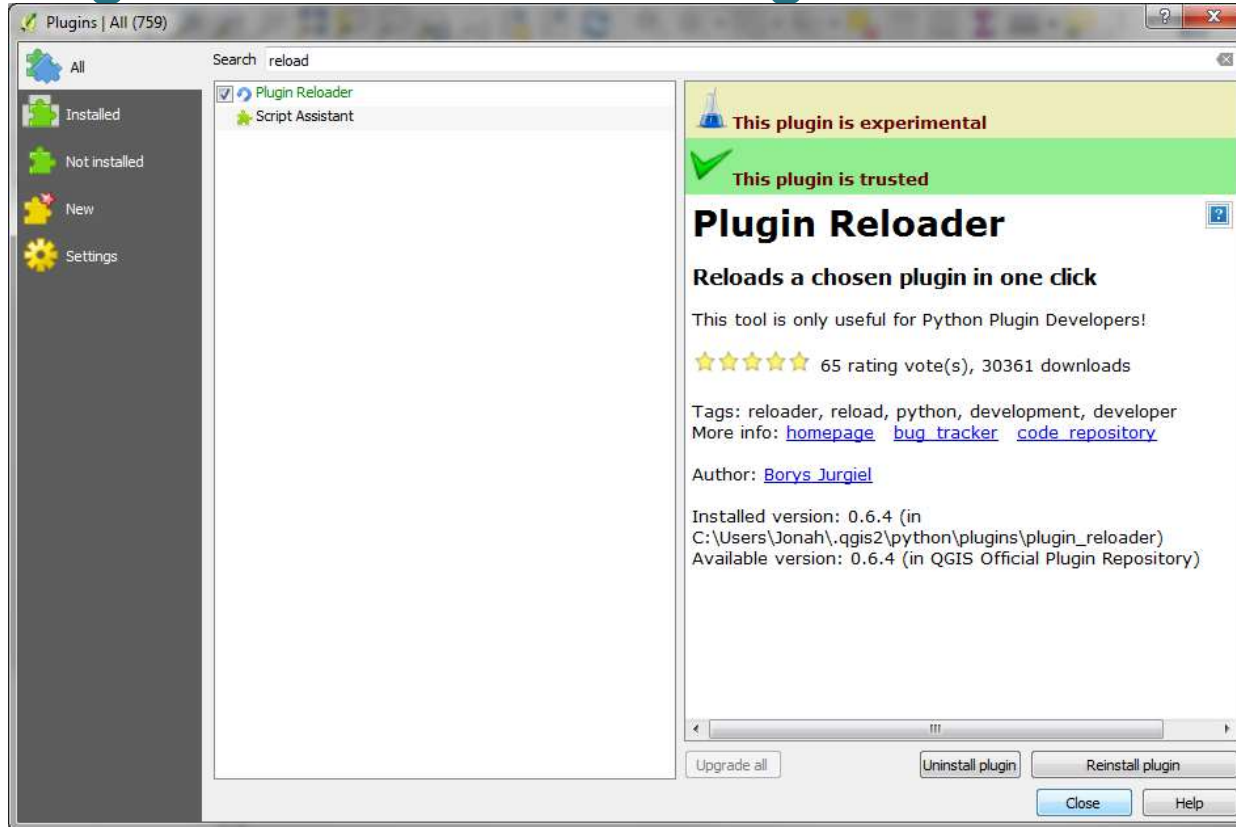 Plugins | All (759)
All
Installed
Not installed
New
Settings
Search reload
Plugin Reloader
Script Assistant
This plugin is experimental
This plugin is trusted
Plugin Reloader
Reloads a chosen plugin in one click
This tool is only useful for Python Plugin Developers!
65 rating vote(s), 30361 downloads
Tags: reloader, reload, python, development, developer
More info: homepage bug tracker code repository
Author: Borys Jurgiel
Installed version: 0.6.4 (in
C:\Users\Jonah\.qgis2\python\plugins\plugin_reloader)
Available version: 0.6.4 (in QGIS Official Plugin Repository)
Upgrade all Uninstall plugin Reinstall plugin
Close Help